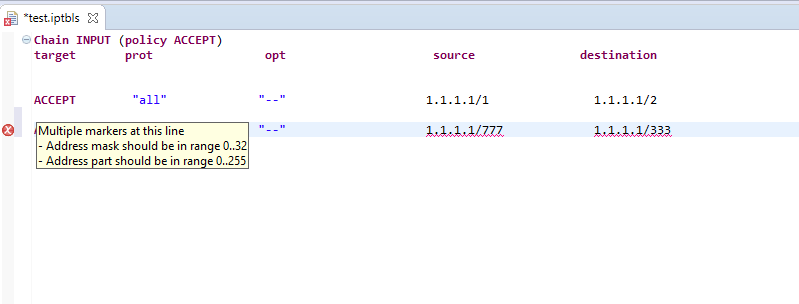 *test.iptbls
Chain INPUT (policy ACCEPT)
target prot opt source destination
ACCEPT "all" "--" 1.1.1.1/1 1.1.1.1/2
"--" 1.1.1.1/777 1.1.1.1/333
Multiple markers at this line
- Address mask should be in range 0..32
- Address part should be in range 0..255